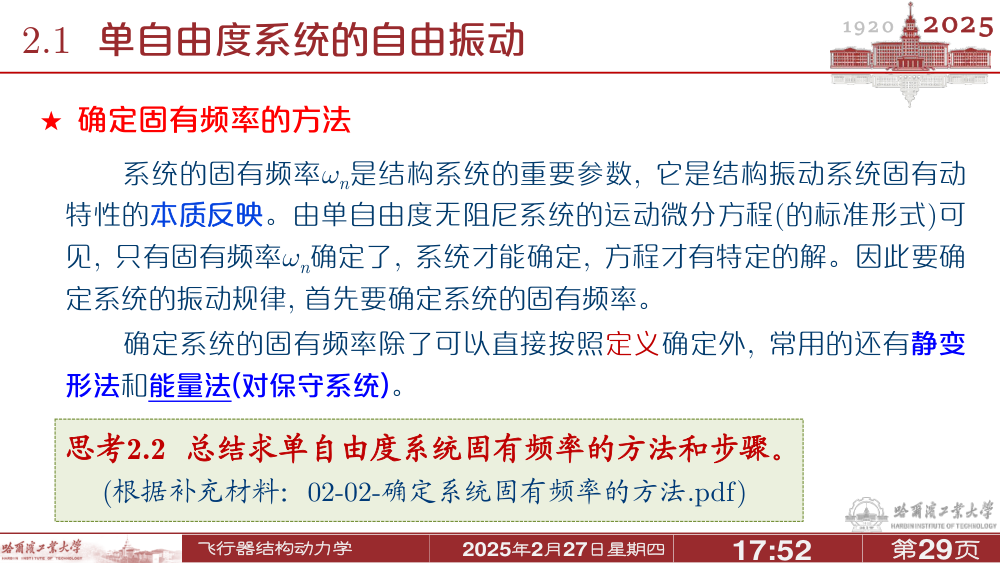 2.1 单自由度系统的自由振动
1920 2025
★ 确定固有频率的方法
系统的固有频率ωn是结构系统的重要参数, 它是结构振动系统固有动
特性的本质反映。由单自由度无阻尼系统的运动微分方程(的标准形式)可
见, 只有固有频率ωn确定了, 系统才能确定, 方程才有特定的解。因此要确
定系统的振动规律, 首先要确定系统的固有频率。
确定系统的固有频率除了可以直接按照定义确定外, 常用的还有静变
形法和能量法(对保守系统)。
思考2.2 总结求单自由度系统固有频率的方法和步骤。
(根据补充材料: 02-02-确定系统固有频率的方法.pdf)
哈尔滨工业大学
HARBIN INSTITUTE OF TECHNOLOGY
哈尔滨工业大学
HARBIN INSTITUTE OF TECHNOLOGY
飞行器结构动力学
2025年2月27日星期四
17:52
第29页